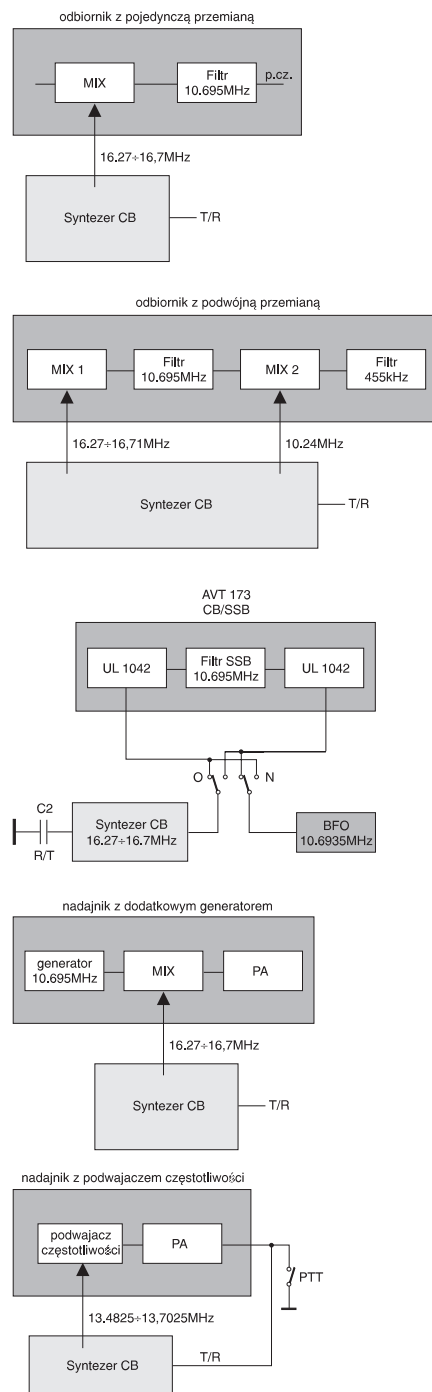 odbiornik z pojedynczą przemianą
MIX
Filtr
10.695MHz
p.cz.
16.27÷16,7MHz
Syntezer CB
T/R
odbiornik z podwójną przemianą
MIX 1
Filtr
10.695MHz
MIX 2
Filtr
455kHz
16.27÷16,71MHz
10.24MHz
Syntezer CB
T/R
AVT 173
CB/SSB
UL 1042
Filtr SSB
10.695MHz
UL 1042
O
N
C2
R/T
Syntezer CB
16.27÷16.7MHz
BFO
10.6935MHz
nadajnik z dodatkowym generatorem
generator
10.695MHz
MIX
PA
16.27÷16,7MHz
Syntezer CB
T/R
nadajnik z podwajaczem częstotliwości
podwajacz
częstotliwości
PA
PTT
13.4825÷13,7025MHz
T/R
Syntezer CB